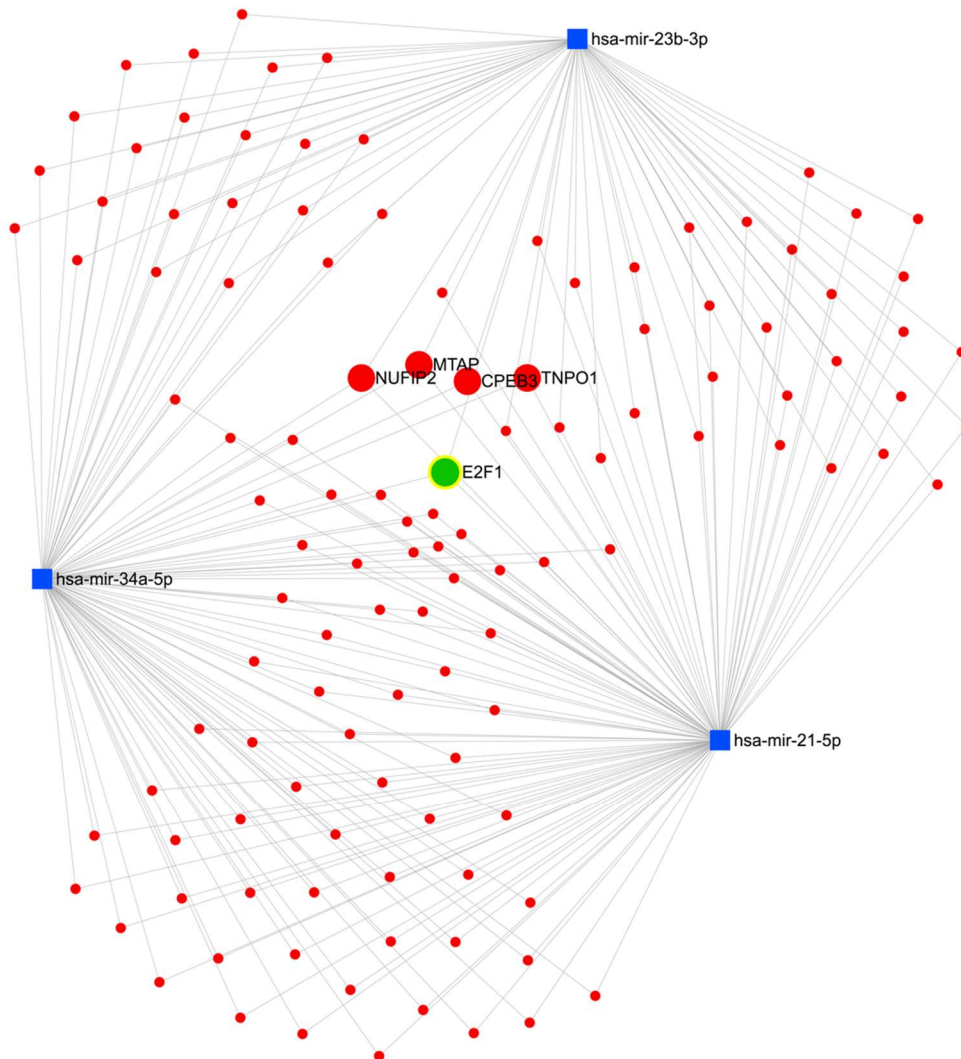 hsa-mir-23b-3p
MTAP
NUFIP2
CPEB3
TNPO1
E2F1
hsa-mir-34a-5p
hsa-mir-21-5p